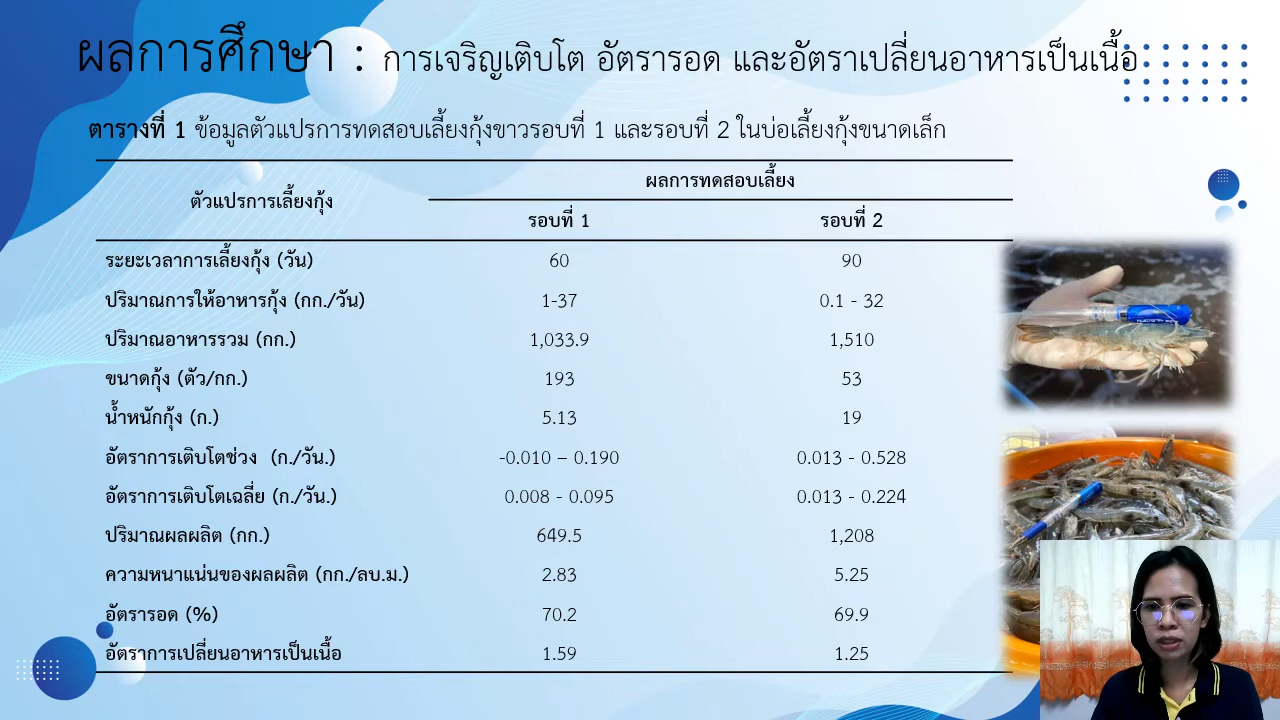 ผลการศึกษา : การเจริญเติบโต อัตรารอด และอัตราเปลี่ยนอาหารเป็นเนื้อ
ตารางที่ 1 ข้อมูลตัวแปรการทดสอบเลี้ยงกุ้งขาวรอบที่ 1 และรอบที่ 2 ในบ่อเลี้ยงกุ้งขนาดเล็ก
ตัวแปรการเลี้ยงกุ้ง ผลการทดสอบเลี้ยง
รอบที่ 1 รอบที่ 2
ระยะเวลาการเลี้ยงกุ้ง (วัน) 60 90
ปริมาณการให้อาหารกุ้ง (กก./วัน) 1-37 0.1 - 32
ปริมาณอาหารรวม (กก.) 1,033.9 1,510
ขนาดกุ้ง (ตัว/กก.) 193 53
น้ำหนักกุ้ง (ก.) 5.13 19
อัตราการเติบโตช่วง (ก./วัน.) -0.010 – 0.190 0.013 - 0.528
อัตราการเติบโตเฉลี่ย (ก./วัน.) 0.008 - 0.095 0.013 - 0.224
ปริมาณผลผลิต (กก.) 649.5 1,208
ความหนาแน่นของผลผลิต (กก./ลบ.ม.) 2.83 5.25
อัตรารอด (%) 70.2 69.9
อัตราการเปลี่ยนอาหารเป็นเนื้อ 1.59 1.25